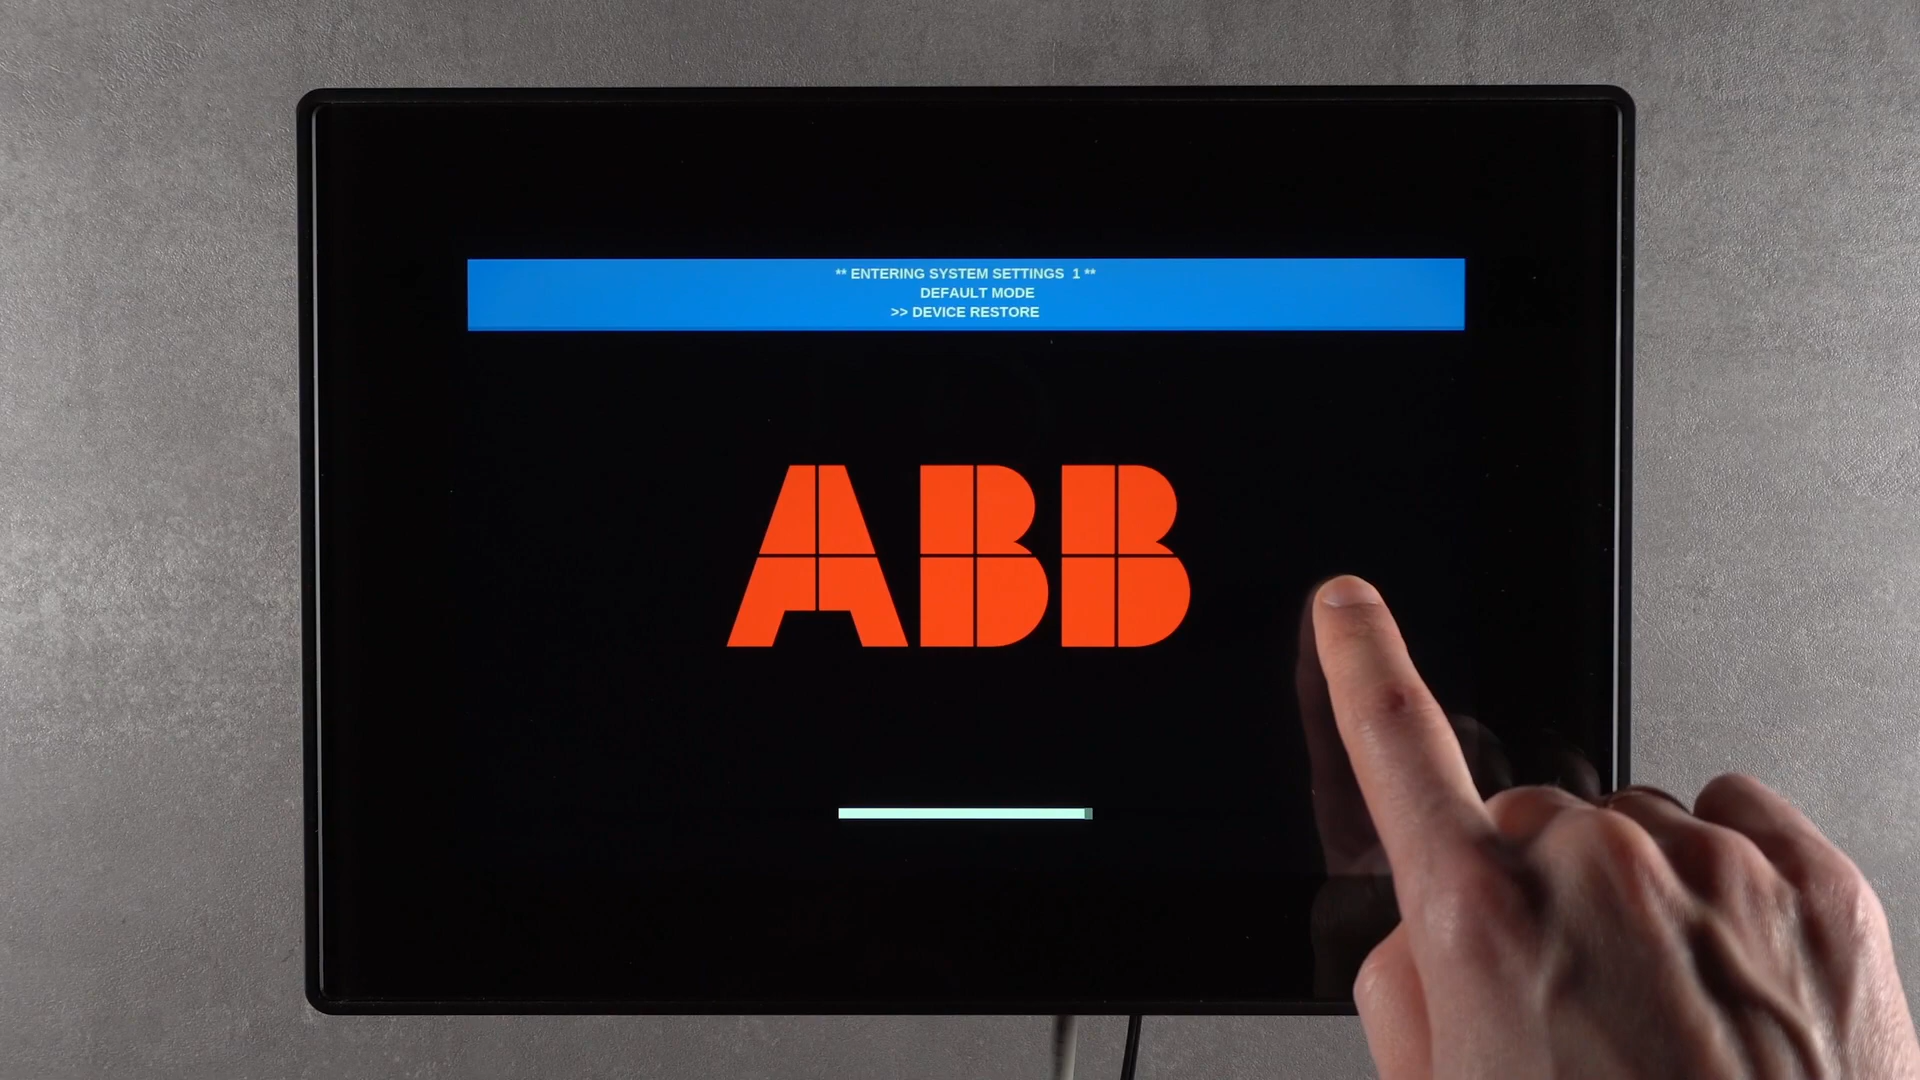 ** ENTERING SYSTEM SETTINGS  1 **
DEFAULT MODE
>> DEVICE RESTORE
ABB